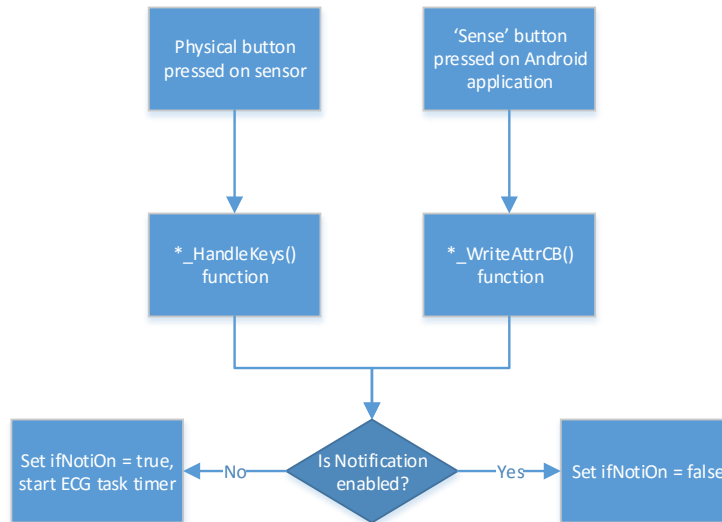 Physical button
pressed on sensor
‘Sense’ button
pressed on Android
application
*_HandleKeys()
function
*_WriteAttrCB()
function
Set ifNotiOn = true,
start ECG task timer
No
Is Notification
enabled?
Yes
Set ifNotiOn = false